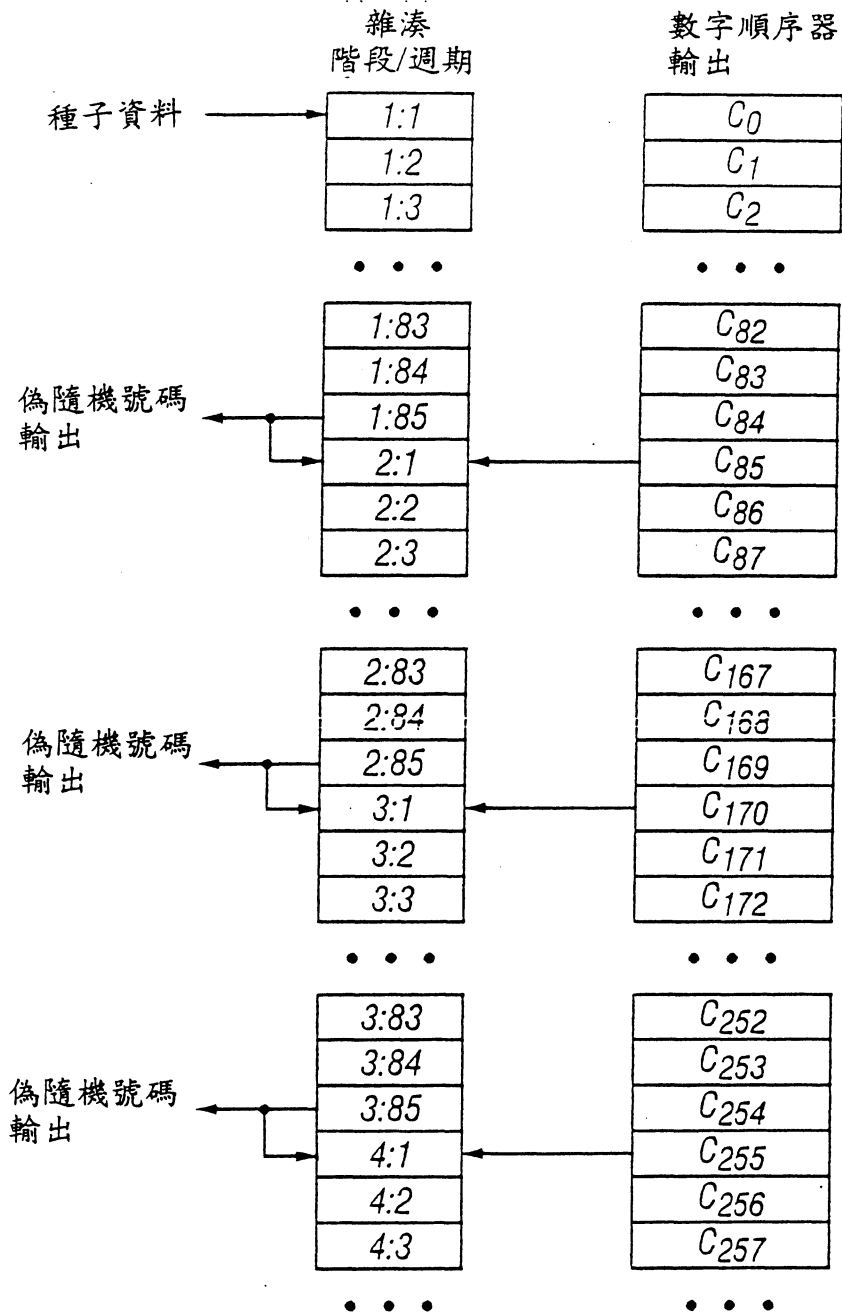 雜湊
階段/週期
數字順序器
輸出
種子資料
1:1
C0
1:2
C1
1:3
C2
• • •
• • •
1:83
C82
1:84
C83
偽隨機號碼
輸出
1:85
C84
2:1
C85
2:2
C86
2:3
C87
• • •
• • •
2:83
C167
2:84
C168
偽隨機號碼
輸出
2:85
C169
3:1
C170
3:2
C171
3:3
C172
• • •
• • •
3:83
C252
3:84
C253
偽隨機號碼
輸出
3:85
C254
4:1
C255
4:2
C256
4:3
C257
• • •
• • •